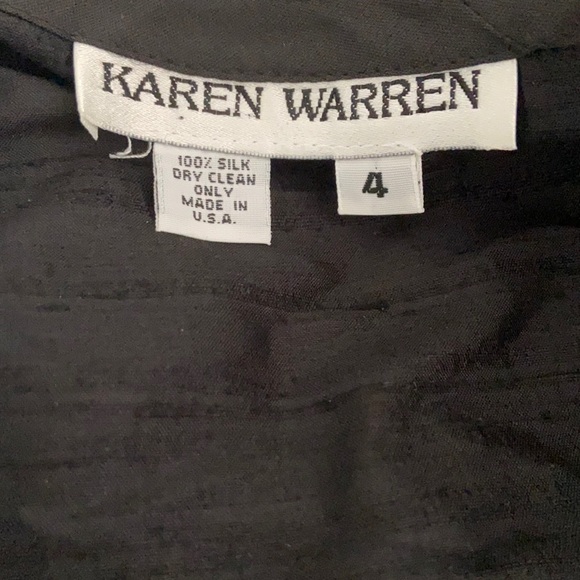 KAREN WARREN
100% SILK
DRY CLEAN
ONLY
MADE IN
U.S.A.
4